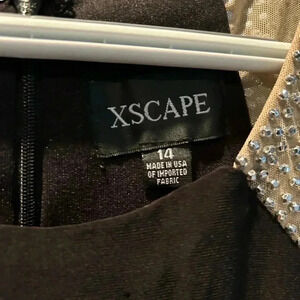 XSCAPE
14
MADE IN USA
OF IMPORTED
FABRIC